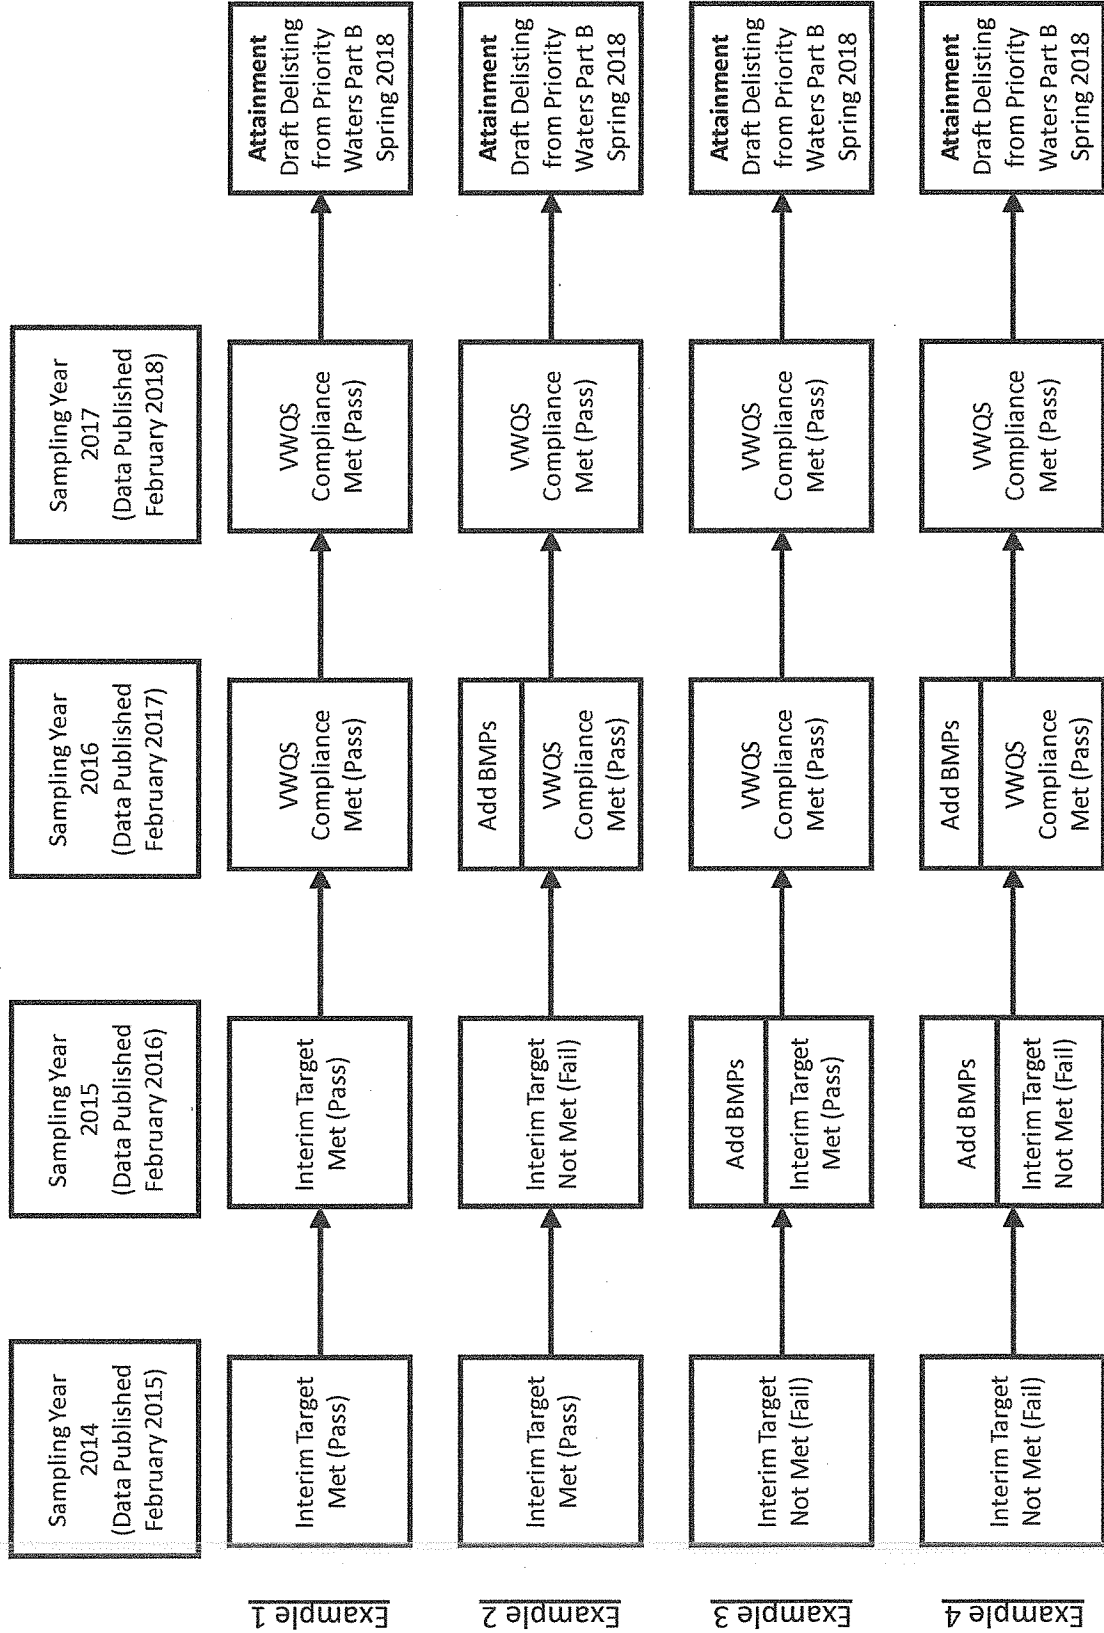 Sampling Year
2014
(Data Published
February 2015)
Sampling Year
2015
(Data Published
February 2016)
Sampling Year
2016
(Data Published
February 2017)
Sampling Year
2017
(Data Published
February 2018)
Example 1
Interim Target
Met (Pass)
Interim Target
Met (Pass)
VWQS
Compliance
Met (Pass)
VWQS
Compliance
Met (Pass)
Attainment
Draft Delisting
from Priority
Waters Part B
Spring 2018
Example 2
Interim Target
Met (Pass)
Interim Target
Not Met (Fail)
Add BMPs
VWQS
Compliance
Met (Pass)
VWQS
Compliance
Met (Pass)
Attainment
Draft Delisting
from Priority
Waters Part B
Spring 2018
Example 3
Interim Target
Not Met (Fail)
Add BMPs
Interim Target
Met (Pass)
VWQS
Compliance
Met (Pass)
VWQS
Compliance
Met (Pass)
Attainment
Draft Delisting
from Priority
Waters Part B
Spring 2018
Example 4
Interim Target
Not Met (Fail)
Add BMPs
Interim Target
Not Met (Fail)
Add BMPs
VWQS
Compliance
Met (Pass)
VWQS
Compliance
Met (Pass)
Attainment
Draft Delisting
from Priority
Waters Part B
Spring 2018